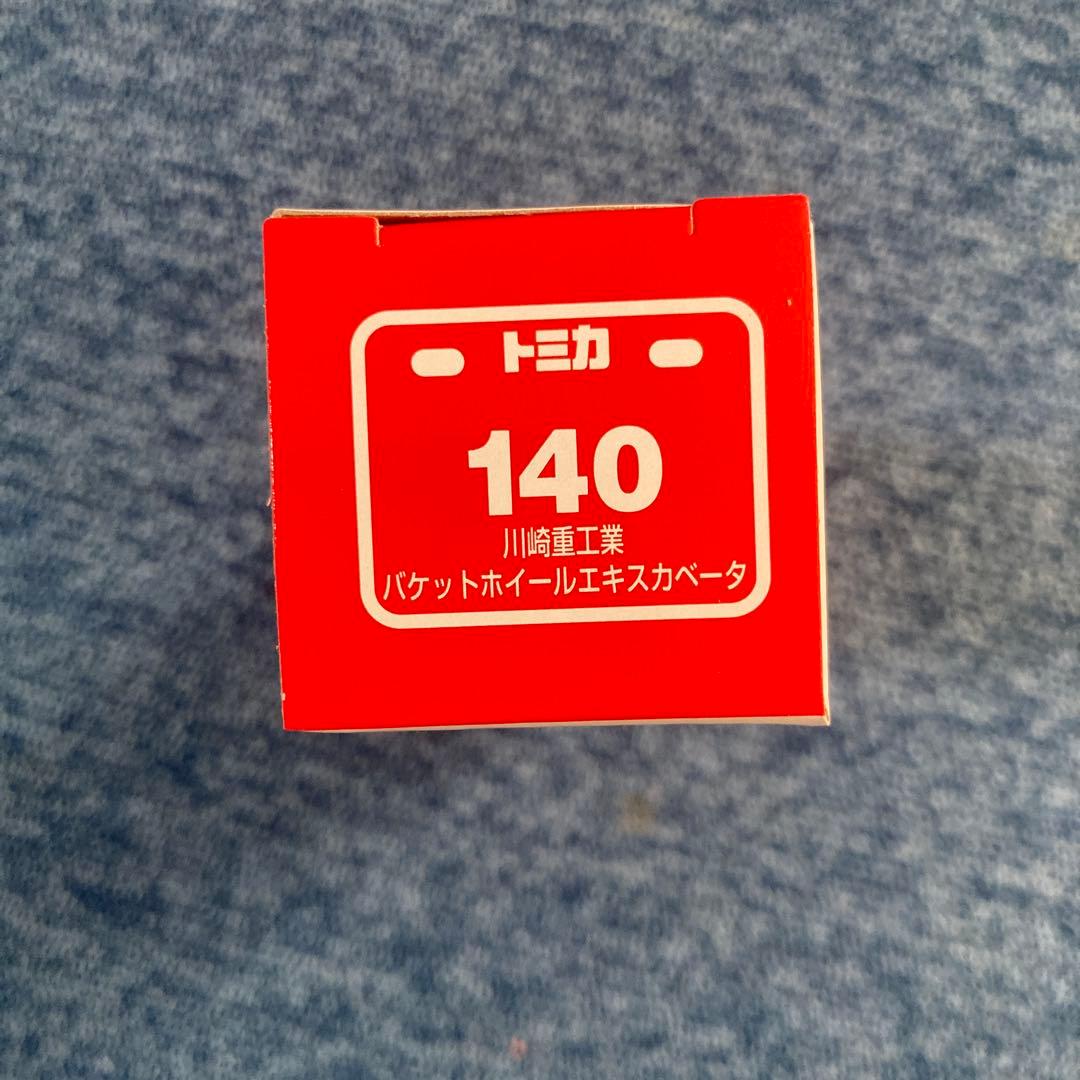 トミカ
140
川崎重工業
バケットホイールエキスカベータ